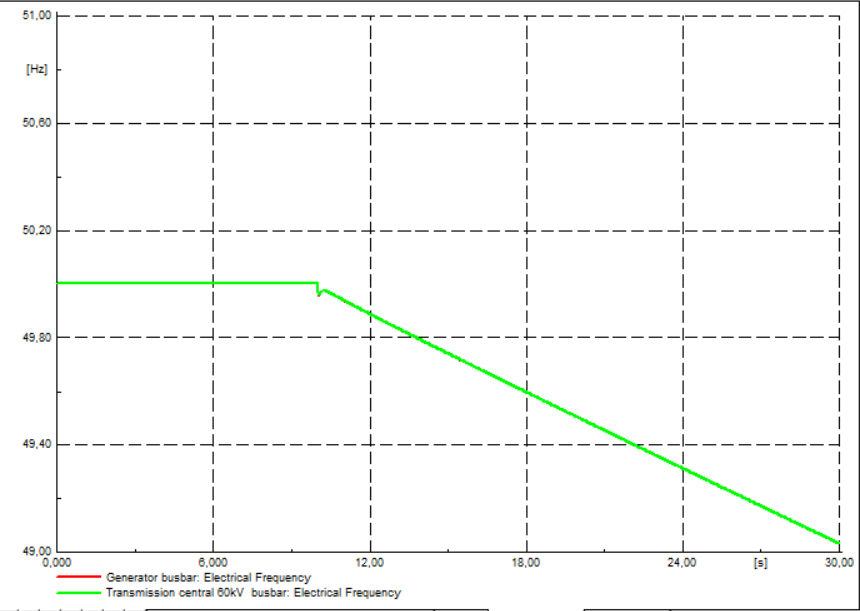 51,00
[Hz]
50,60
50,20
49,80
49,40
49,00
0,000 6,000 12,00 18,00 24,00 [s] 30,00
Generator busbar: Electrical Frequency
Transmission central 60kV busbar: Electrical Frequency